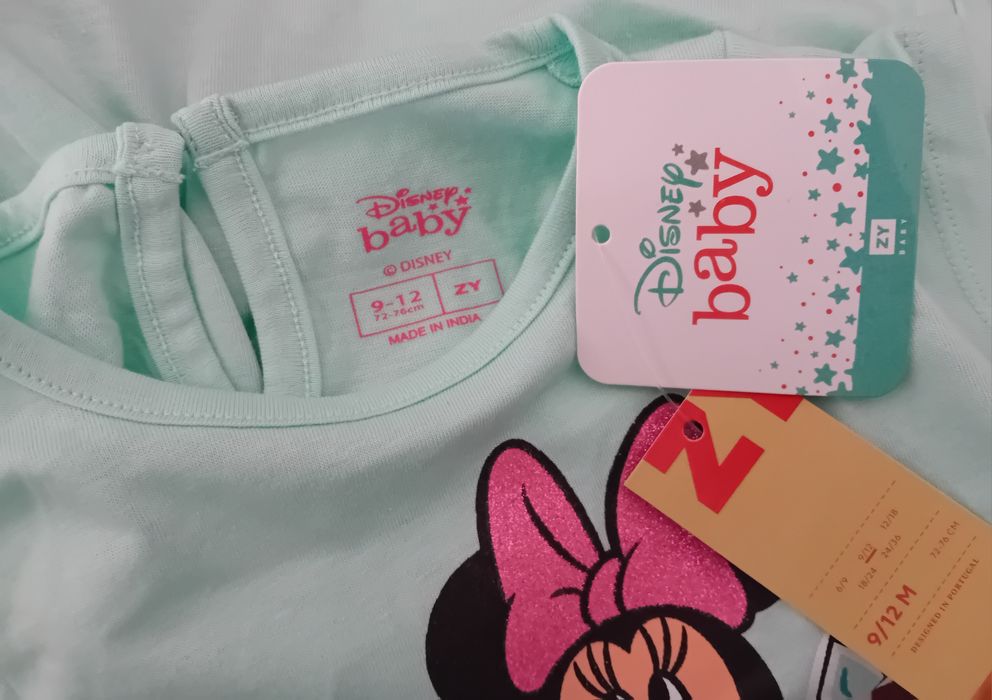 DISNEY
baby
© DISNEY
9-12
72-76cm
ZY
MADE IN INDIA
DISNEY
baby
ZY
BABY
6/9 9/12 12/18
18/24 24/36
9/12 M 72-76 CM
DESIGNED IN PORTUGAL